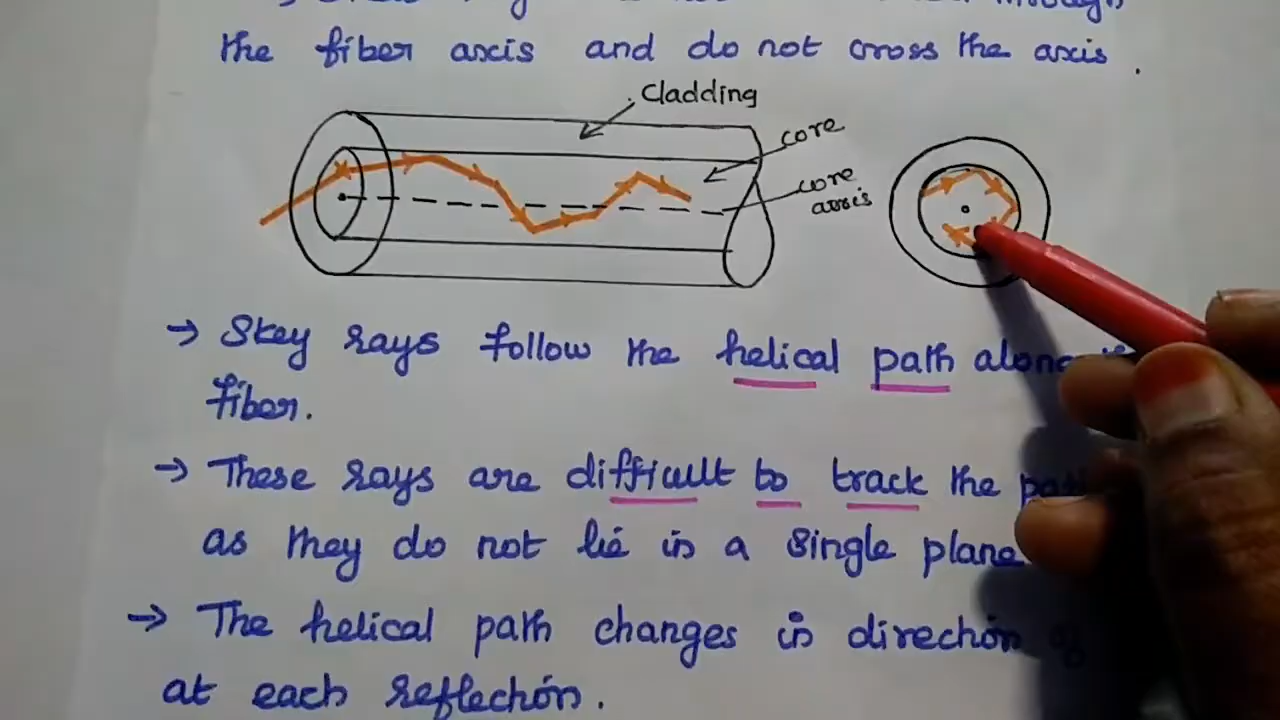 through
the fiber axis and do not cross the axis.
Cladding
core
core
axis
→ Skey rays follow the helical path along
fiber.
→ These rays are difficult to track the
as they do not lie in a single plane
→ The helical path changes in direction of
at each reflection.